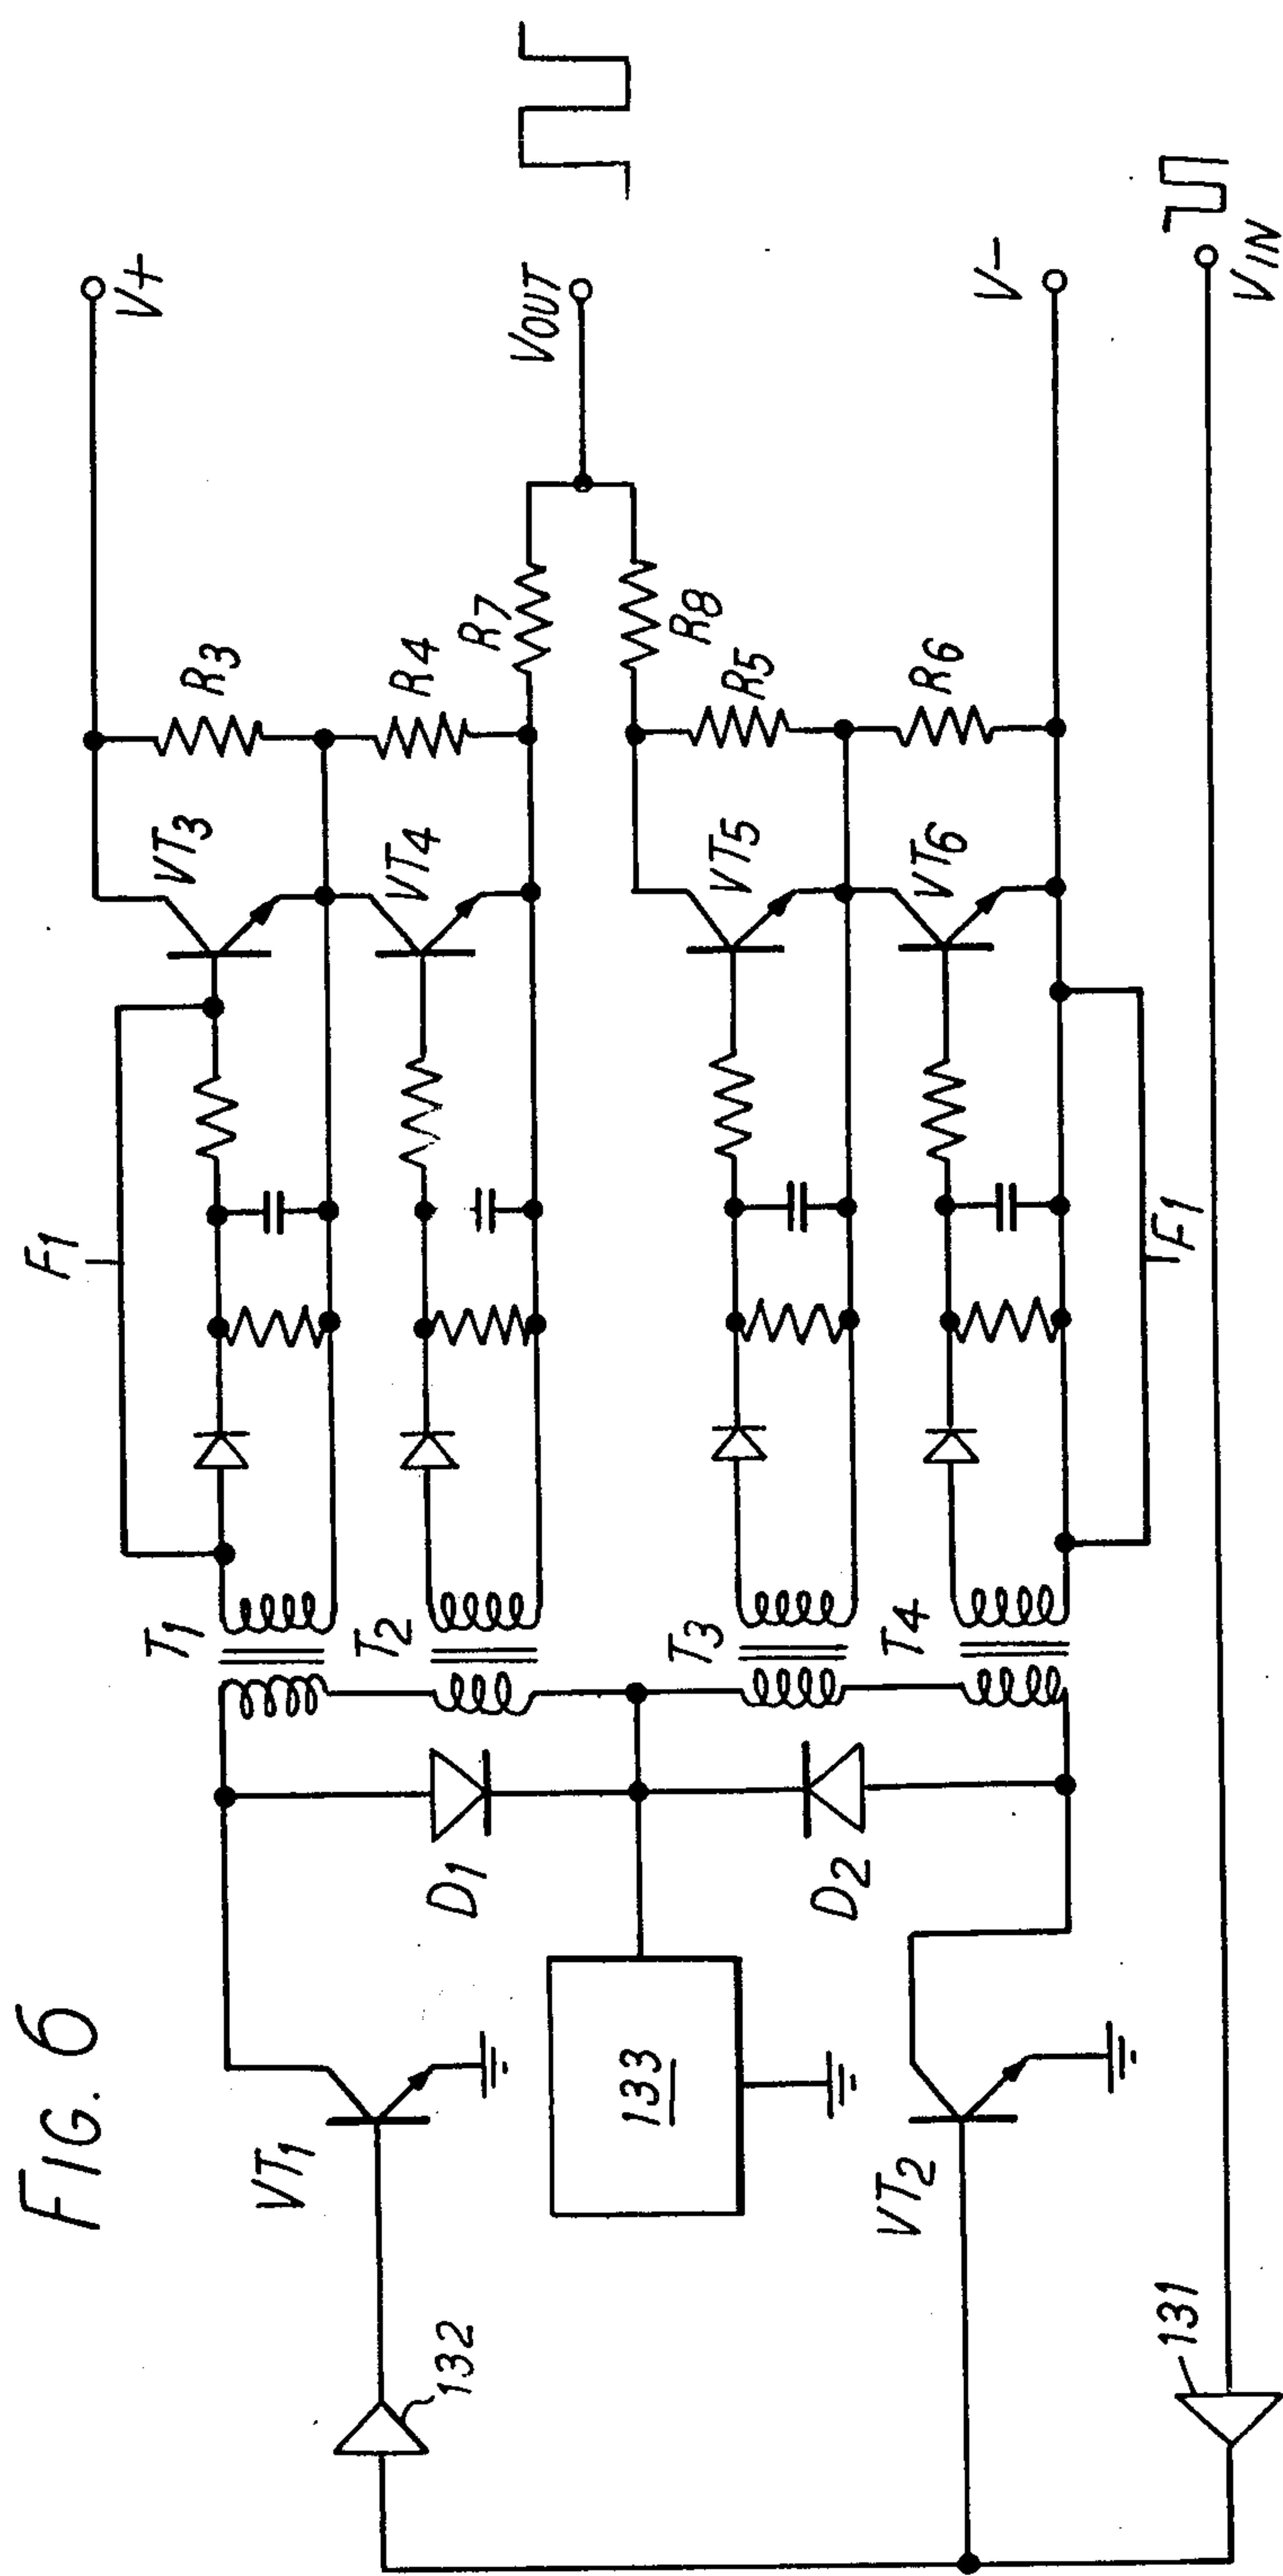 FIG. 6
F1
VT3
R3
V+
T1
VT4
R4
R7
VOUT
T2
VT1
D1
133
132
T3
VT5
R5
R8
D2
T4
VT6
R6
V-
VT2
F1
131
VIN